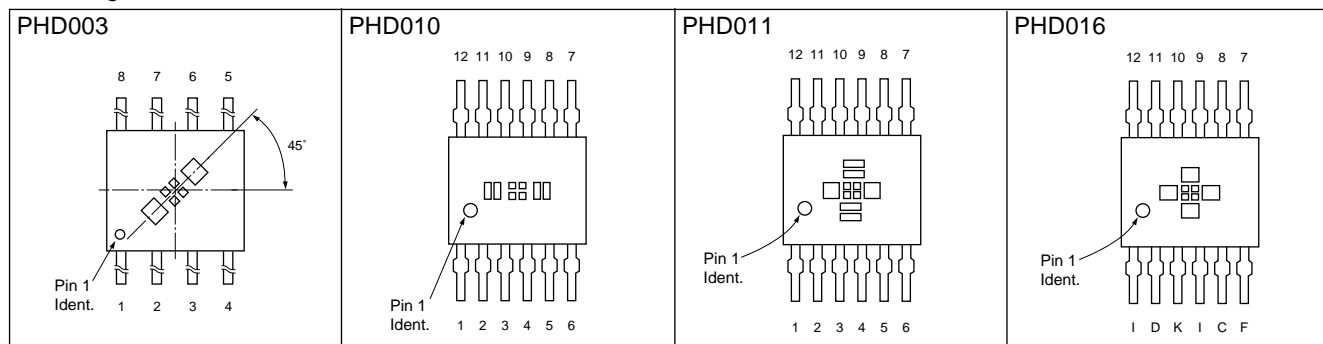 PHD003
8 7 6 5
45°
Pin 1
Ident.
1 2 3 4
PHD010
12 11 10 9 8 7
Pin 1
Ident.
1 2 3 4 5 6
PHD011
12 11 10 9 8 7
Pin 1
Ident.
1 2 3 4 5 6
PHD016
12 11 10 9 8 7
Pin 1
Ident.
I D K I C F